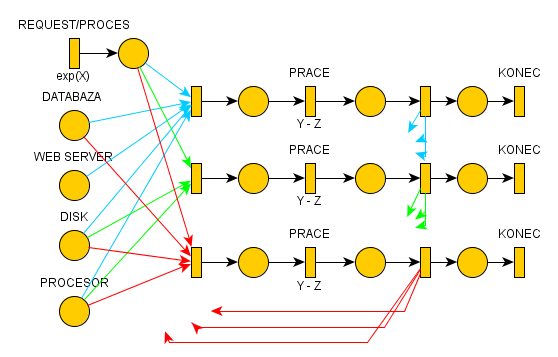 REQUEST/PROCES
exp(X)
DATABAZA
WEB SERVER
DISK
PROCESOR
PRACE
Y - Z
KONEC
PRACE
Y - Z
KONEC
PRACE
Y - Z
KONEC